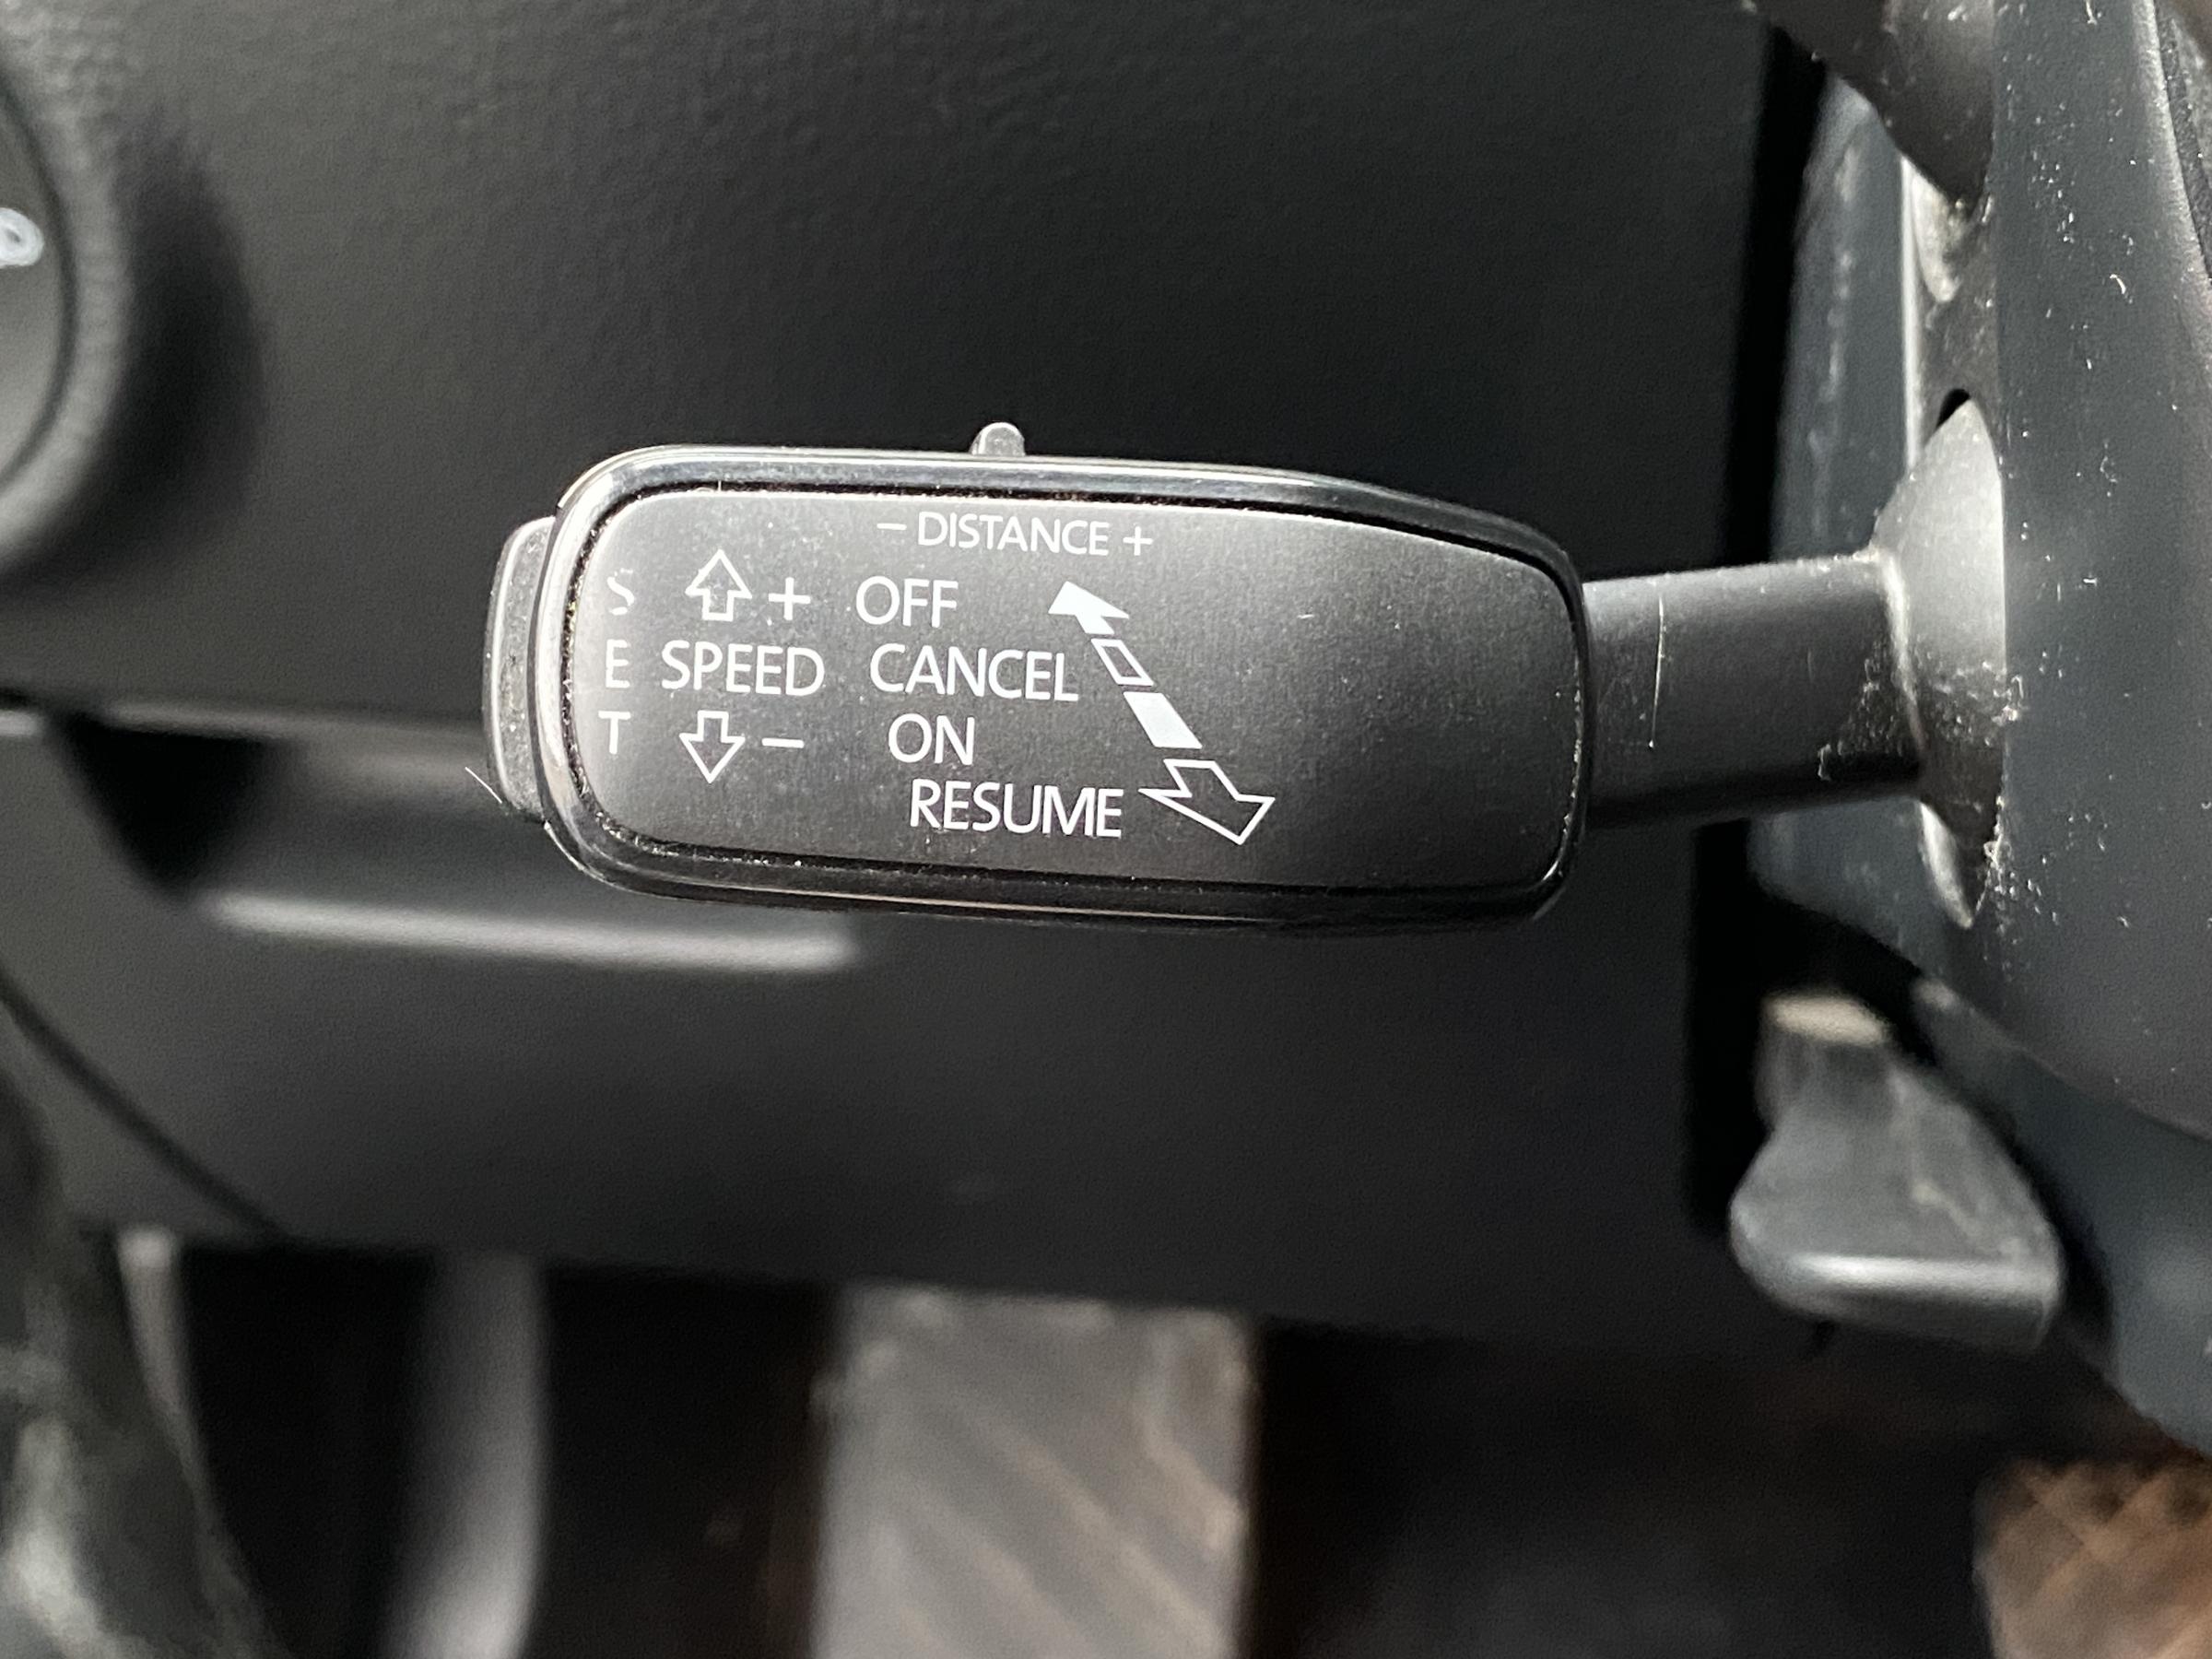 – DISTANCE +
S ⇧ + OFF
E SPEED CANCEL
T ⇩ – ON
RESUME